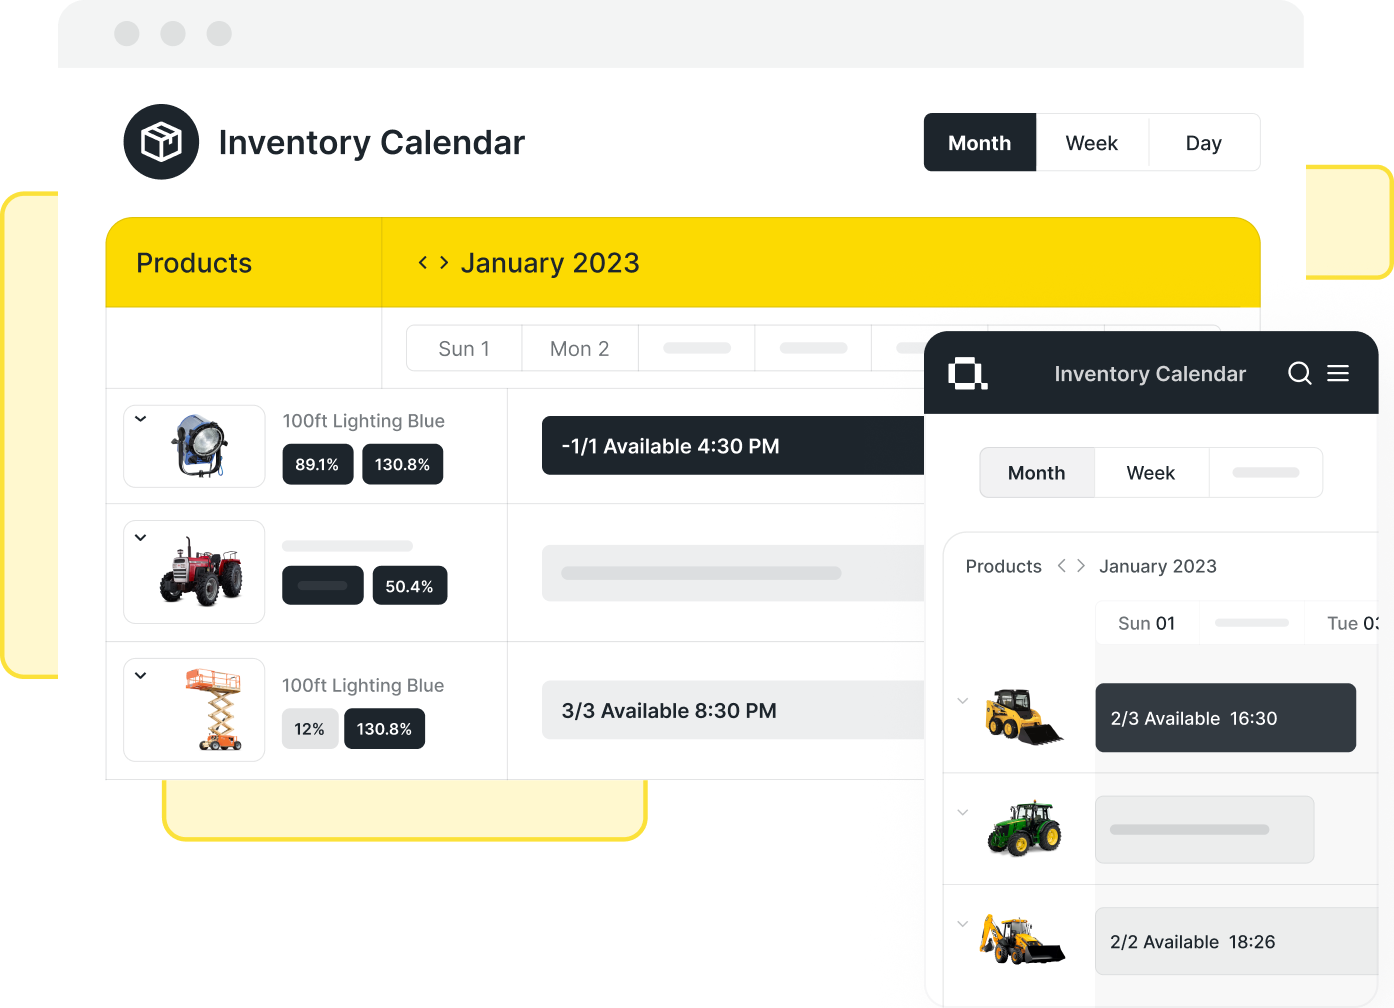 Inventory Calendar
Month Week Day
Products
< > January 2023
Sun 1 Mon 2
100ft Lighting Blue
89.1% 130.8%
-1/1 Available 4:30 PM
50.4%
100ft Lighting Blue
12% 130.8%
3/3 Available 8:30 PM
Inventory Calendar
Month Week
Products < > January 2023
Sun 01 Tue 03
2/3 Available 16:30
2/2 Available 18:26